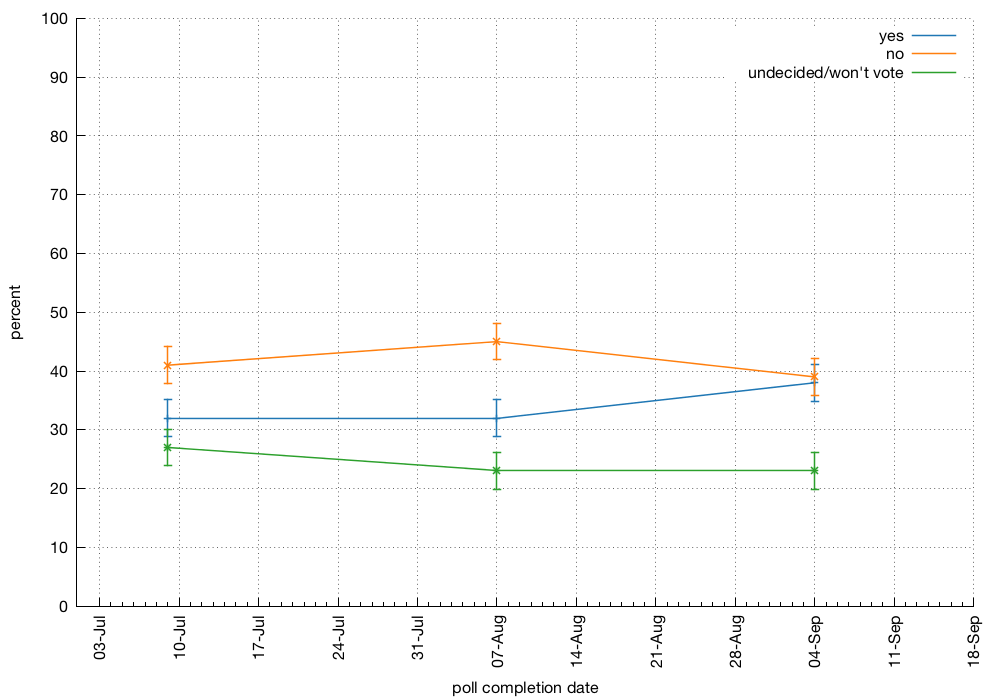 100
yes
no
90
undecided/won't vote
80
70
60
50
percent
40
30
20
10
0
03-Jul 10-Jul 17-Jul 24-Jul 31-Jul 07-Aug 14-Aug 21-Aug 28-Aug 04-Sep 11-Sep 18-Sep
poll completion date